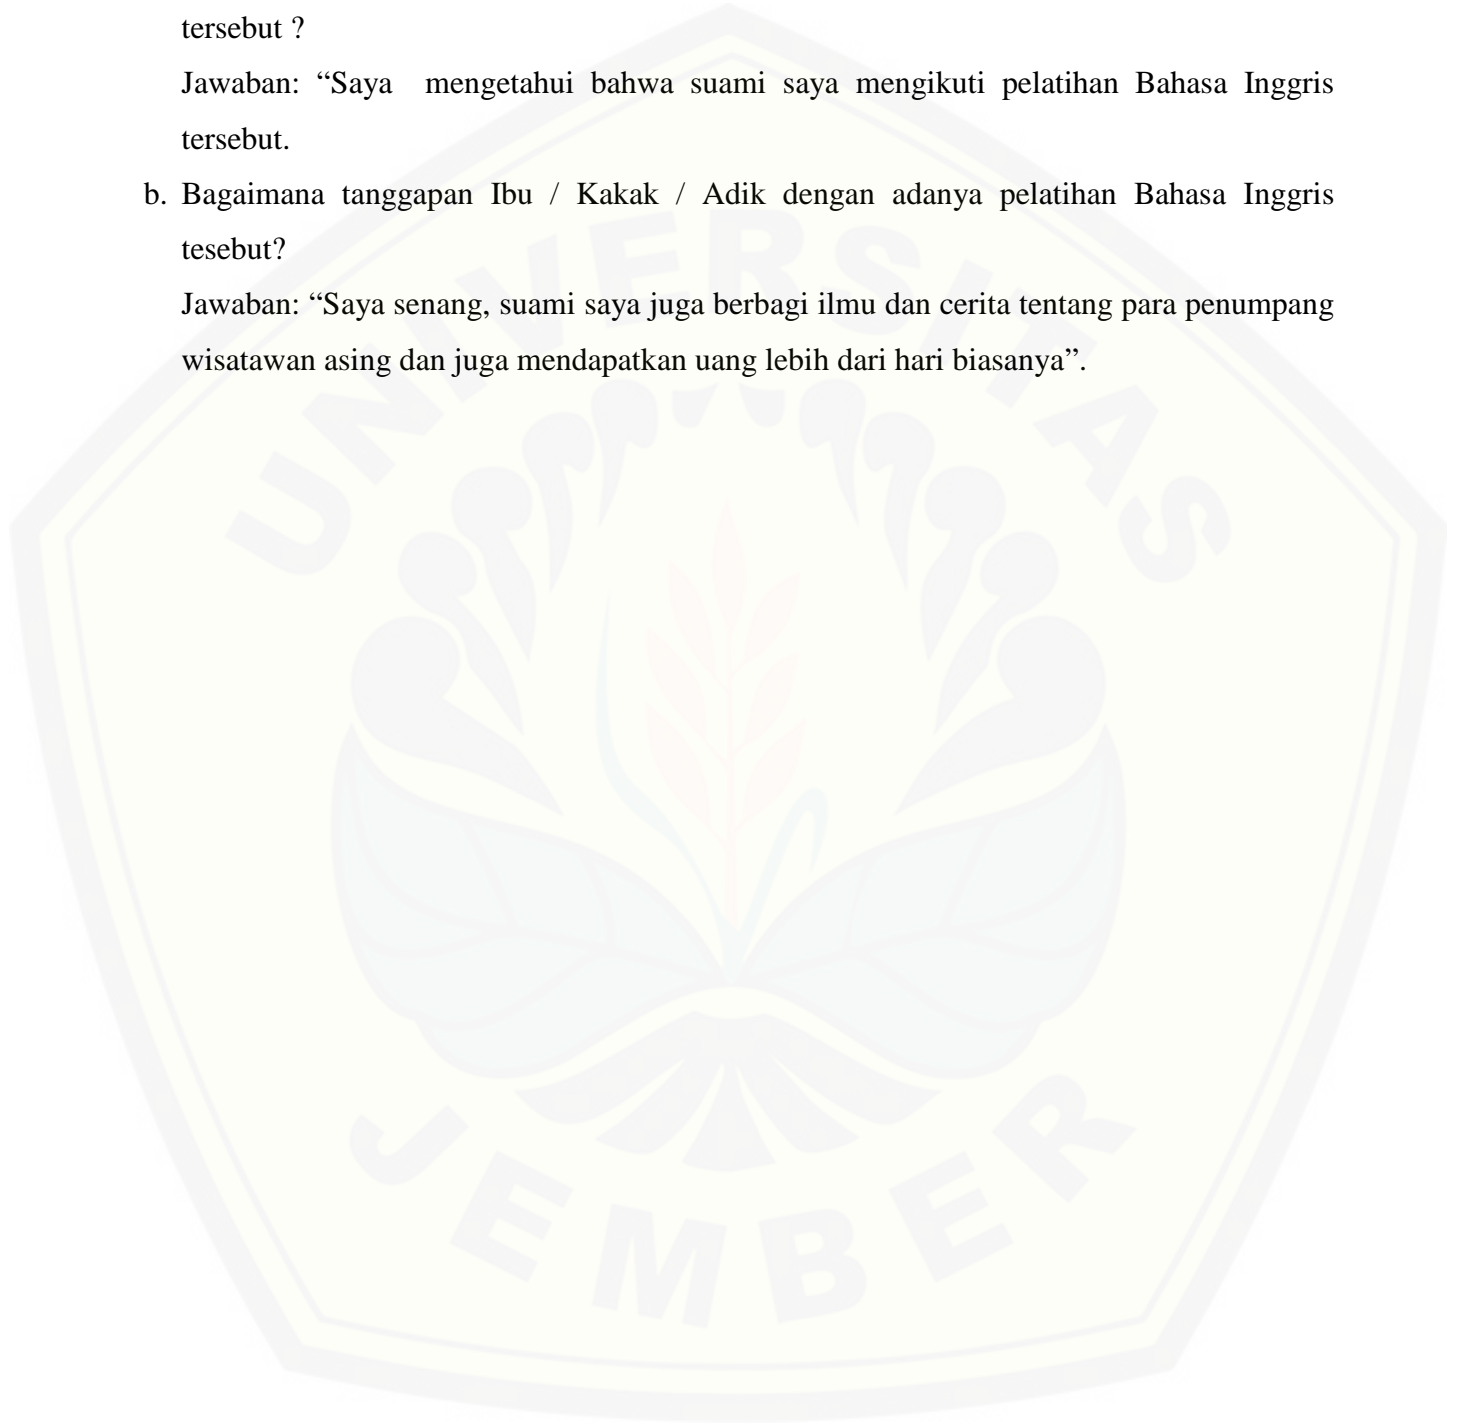 tersebut ?
Jawaban: “Saya  mengetahui bahwa suami saya mengikuti pelatihan Bahasa Inggris
tersebut.
b. Bagaimana tanggapan Ibu / Kakak / Adik dengan adanya pelatihan Bahasa Inggris
tesebut?
Jawaban: “Saya senang, suami saya juga berbagi ilmu dan cerita tentang para penumpang
wisatawan asing dan juga mendapatkan uang lebih dari hari biasanya”.
UNIVERSITAS
JEMBER